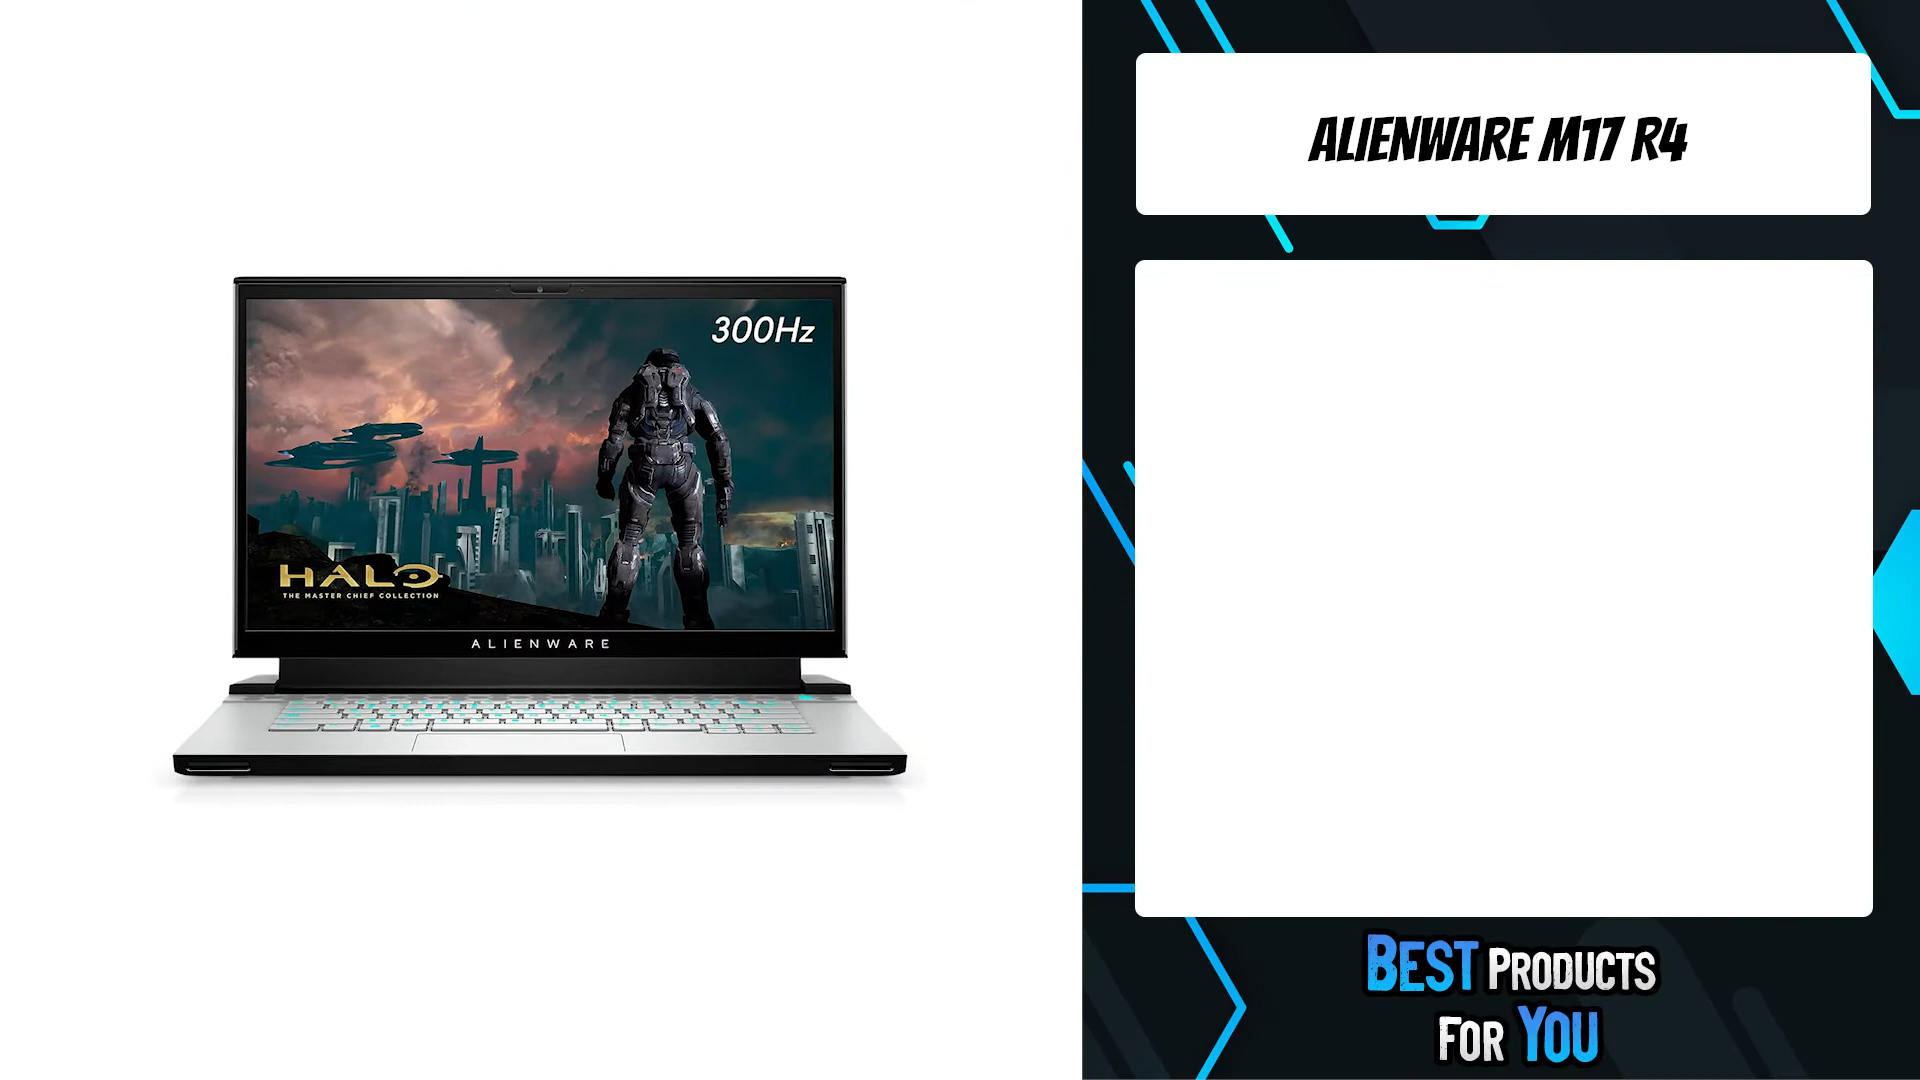 ALIENWARE M17 R4
300Hz
HALO
THE MASTER CHIEF COLLECTION
ALIENWARE
BEST PRODUCTS
FOR YOU